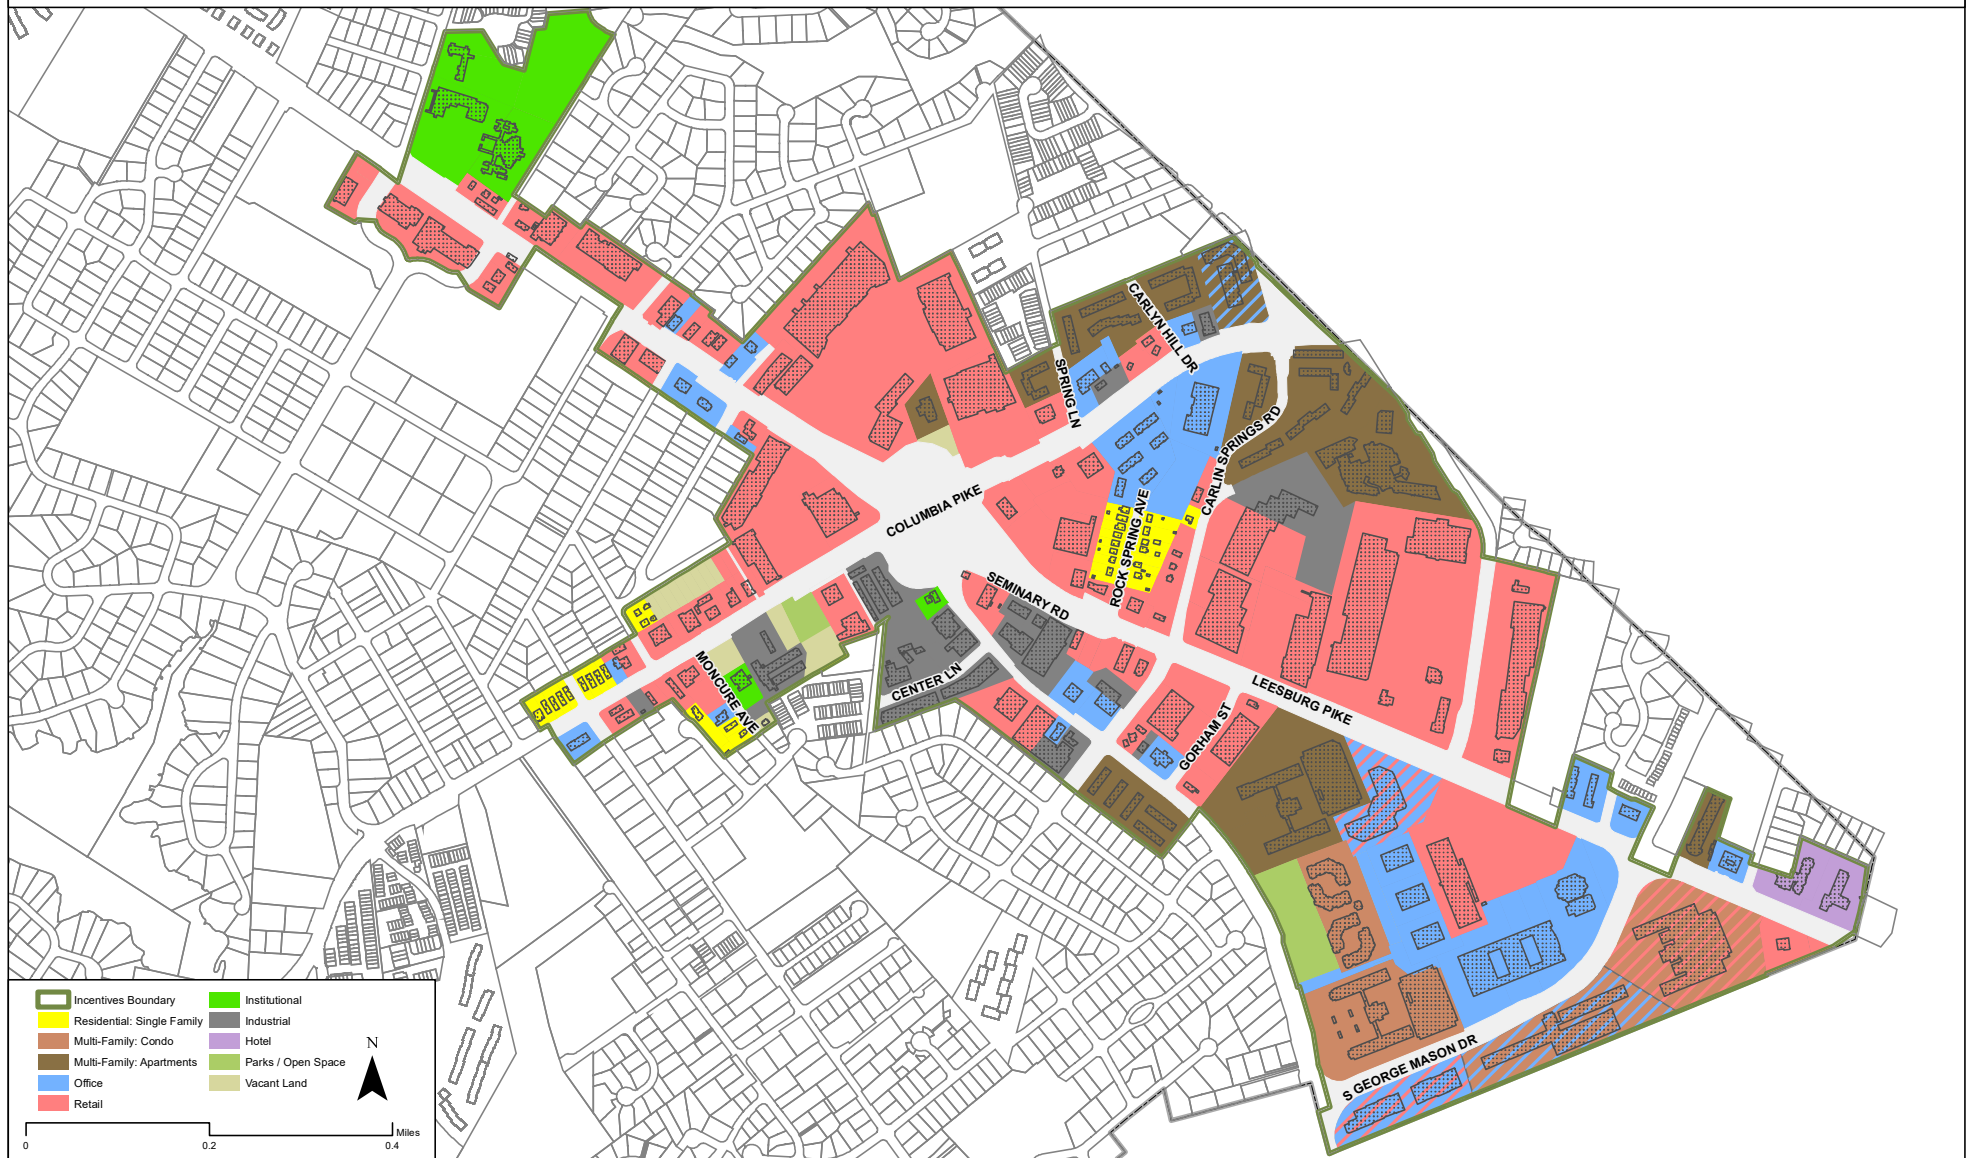 CARLYN HILL DR
SPRING LN
CARLIN SPRINGS RD
COLUMBIA PIKE
ROCK SPRING AVE
SEMINARY RD
MONCURE AVE
CENTER LN
LEESBURG PIKE
GORHAM ST
S GEORGE MASON DR
Incentives Boundary
Residential: Single Family
Multi-Family: Condo
Multi-Family: Apartments
Office
Retail
Institutional
Industrial
Hotel
Parks / Open Space
Vacant Land
N
Miles
0 0.2 0.4